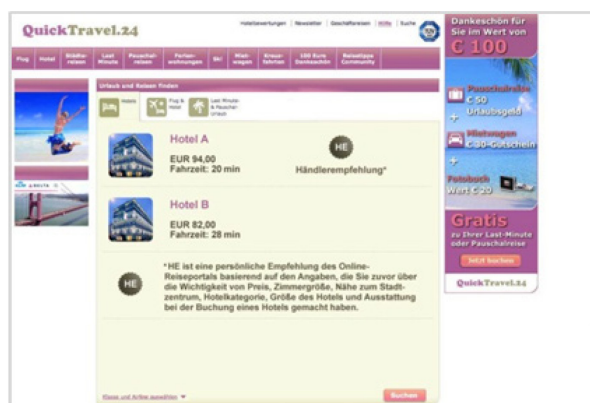 QuickTravel.24
Hotelbewertungen | Newsletter | Geschäftsreisen | Hilfe | Suche
Flug
Hotel
Städte-
reisen
Last
Minute
Pauschal-
reisen
Ferien-
wohnungen
Ski
Miet-
wagen
Kreuz-
fahrten
100 Euro
Dankeschön
Reisetipps
Community
Urlaub und Reisen finden
Hotels
Flug &
Hotel
Last Minute
& Pauschal-
Urlaub
Hotel A
EUR 94,00
Fahrzeit: 20 min
HE
Händlerempfehlung*
Hotel B
EUR 82,00
Fahrzeit: 28 min
HE
*HE ist eine persönliche Empfehlung des Online-
Reiseportals basierend auf den Angaben, die Sie zuvor über
die Wichtigkeit von Preis, Zimmergröße, Nähe zum Stadt-
zentrum, Hotelkategorie, Größe des Hotels und Ausstattung
bei der Buchung eines Hotels gemacht haben.
Klasse und Airline auswählen
Suchen
DELTA
Dankeschön für
Sie im Wert von
€ 100
Pauschalreise
€ 50
Urlaubsgeld
+
Mietwagen
€ 30-Gutschein
+
Fotobuch
Wert € 20
Gratis
zu Ihrer Last-Minute
oder Pauschalreise
Jetzt buchen
QuickTravel.24